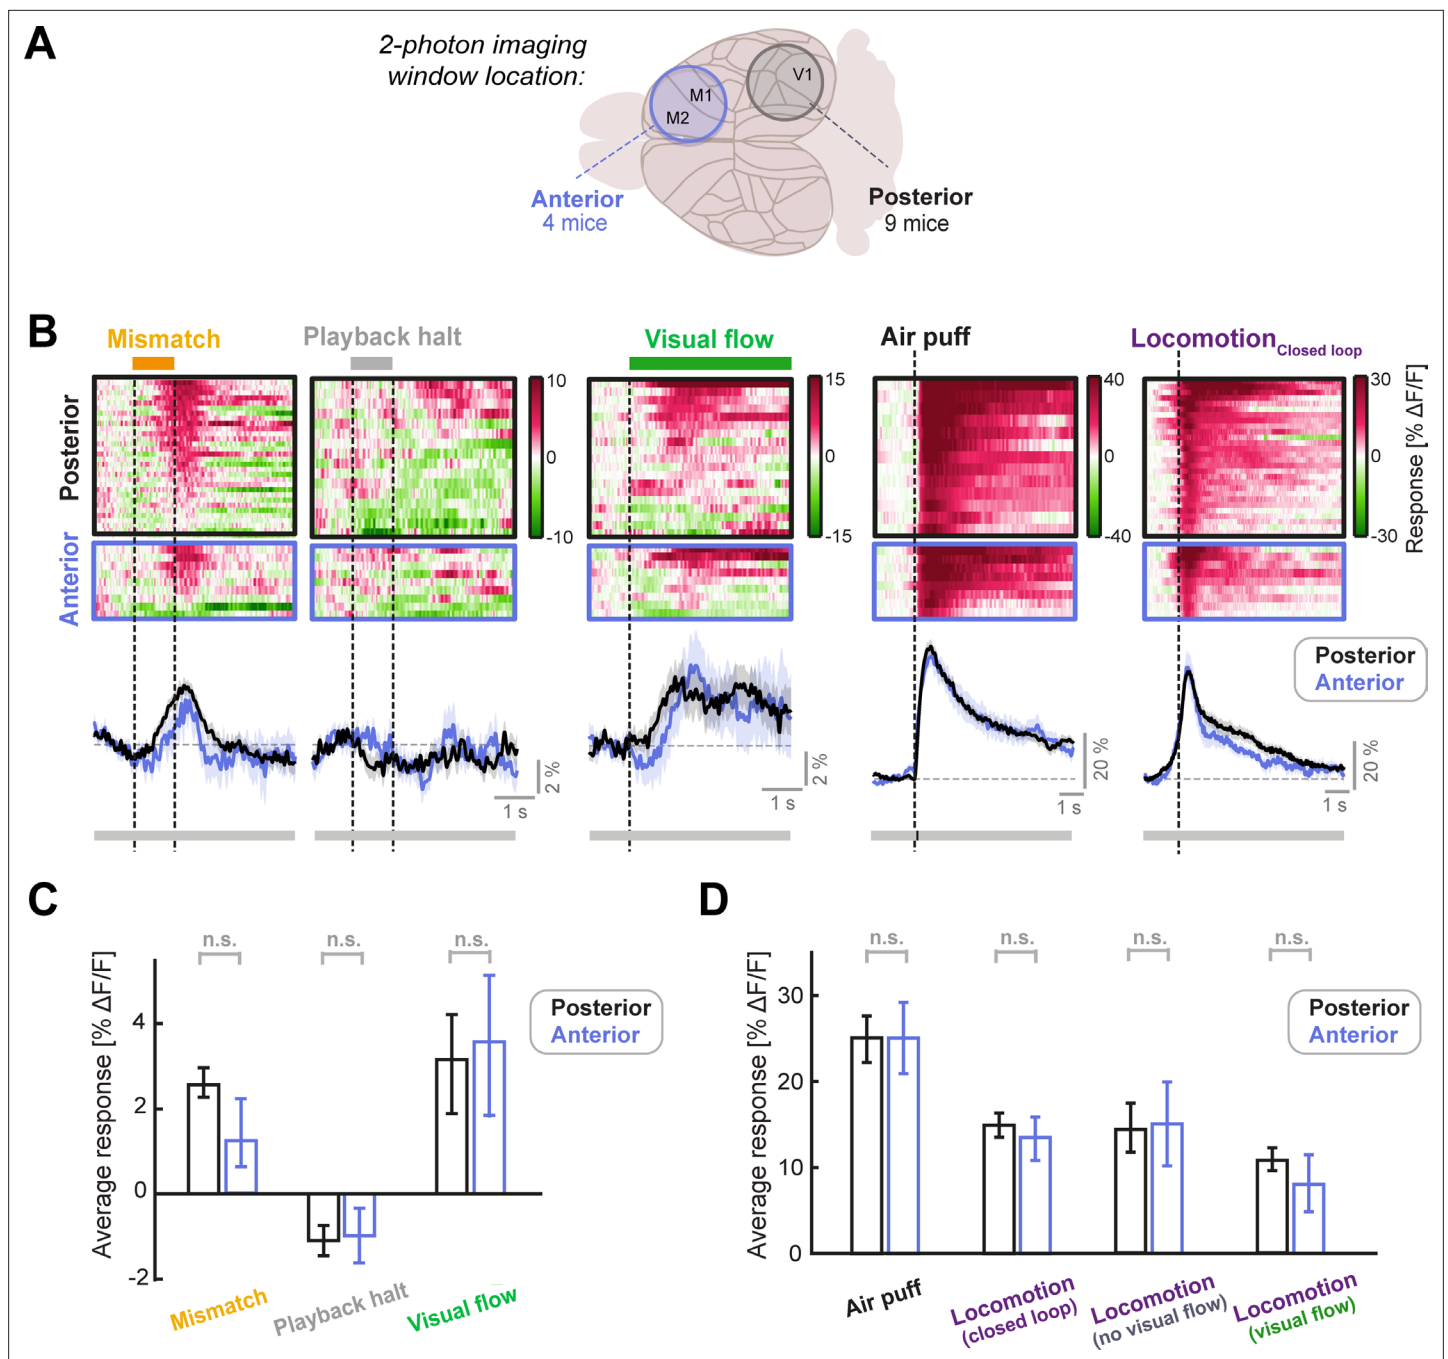 A
2-photon imaging
window location:
M1
M2
V1
Anterior
4 mice
Posterior
9 mice
B
Mismatch
Playback halt
Visual flow
Air puff
Locomotion Closed loop
Posterior
Anterior
10
0
-10
15
0
-15
40
0
-40
30
0
-30
Response [% ΔF/F]
Posterior
Anterior
2 %
1 s
2 %
1 s
20 %
1 s
20 %
1 s
C
Average response [% ΔF/F]
4
2
0
-2
n.s.
n.s.
n.s.
Posterior
Anterior
Mismatch
Playback halt
Visual flow
D
Average response [% ΔF/F]
30
20
10
0
n.s.
n.s.
n.s.
n.s.
Posterior
Anterior
Air puff
Locomotion
(closed loop)
Locomotion
(no visual flow)
Locomotion
(visual flow)